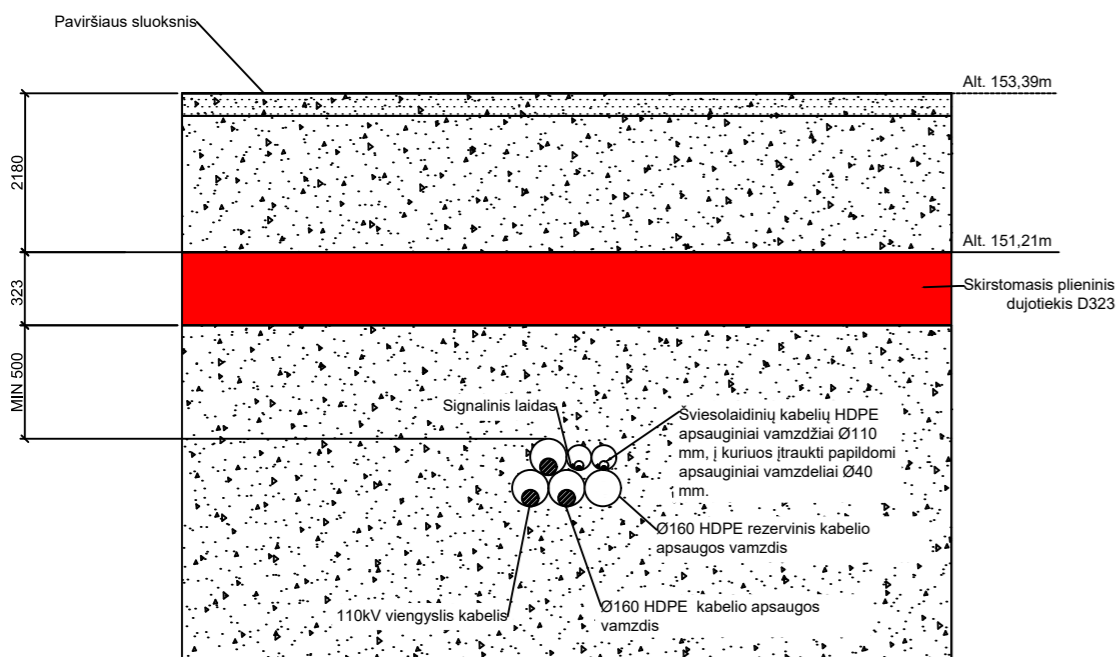 Paviršiaus sluoksnis
Alt. 153,39m
2180
Alt. 151,21m
323
Skirstomasis plieninis
dujotiekis D323
MIN 500
Signalinis laidas
Šviesolaidinių kabelių HDPE
apsauginiai vamzdžiai Ø110
mm, į kuriuos įtraukti papildomi
apsauginiai vamzdeliai Ø40
mm.
Ø160 HDPE rezervinis kabelio
apsaugos vamzdis
110kV viengyslis kabelis
Ø160 HDPE kabelio apsaugos
vamzdis